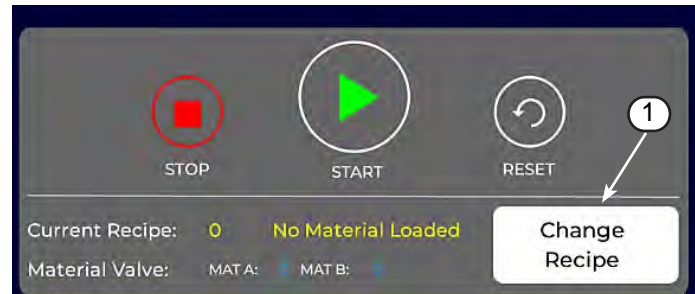 1
STOP
START
RESET
Current Recipe: 0 No Material Loaded
Change
Recipe
Material Valve: MAT A: MAT B: